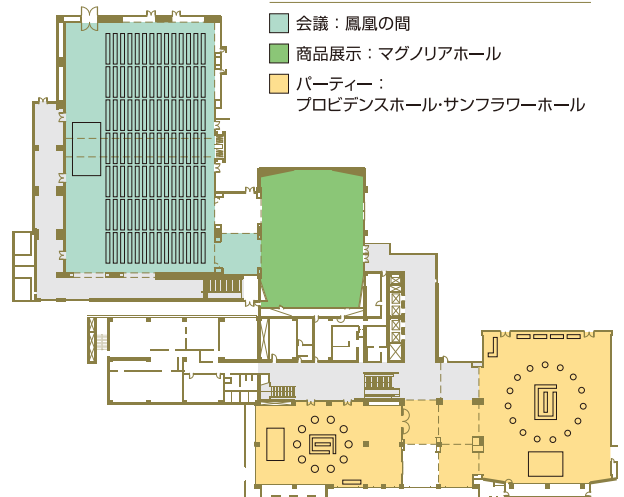 会議：鳳凰の間
商品展示：マグノリアホール
パーティー：
プロビデンスホール・サンフラワーホール